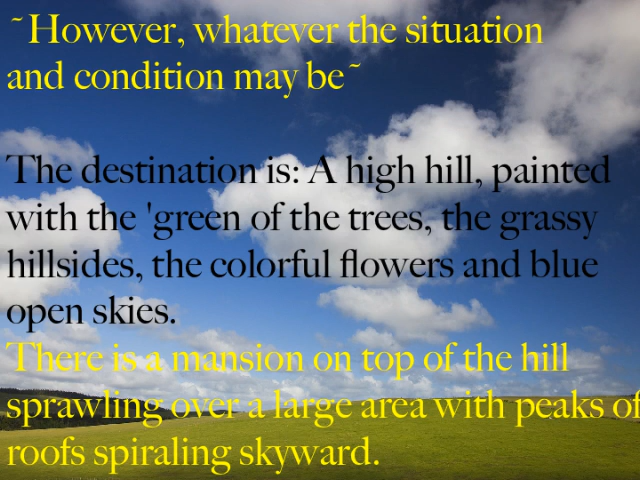 ~However, whatever the situation
and condition may be~
The destination is: A high hill, painted
with the 'green of the trees, the grassy
hillsides, the colorful flowers and blue
open skies.
There is a mansion on top of the hill
sprawling over a large area with peaks of
roofs spiraling skyward.